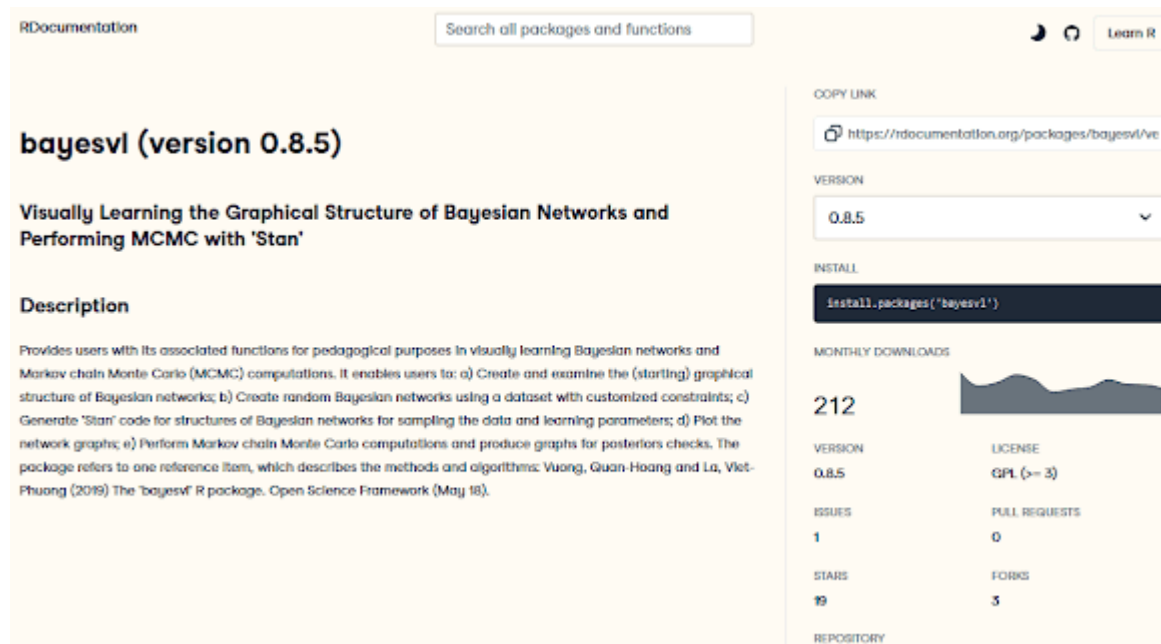 RDocumentation
Search all packages and functions
Learn R
bayesvl (version 0.8.5)
Visually Learning the Graphical Structure of Bayesian Networks and
Performing MCMC with 'Stan'
Description
Provides users with its associated functions for pedagogical purposes in visually learning Bayesian networks and
Markov chain Monte Carlo (MCMC) computations. It enables users to: a) Create and examine the (starting) graphical
structure of Bayesian networks; b) Create random Bayesian networks using a dataset with customized constraints; c)
Generate 'Stan' code for structures of Bayesian networks for sampling the data and learning parameters; d) Plot the
network graphs; e) Perform Markov chain Monte Carlo computations and produce graphs for posteriors checks. The
package refers to one reference item, which describes the methods and algorithms: Vuong, Quan-Hoang and La, Viet-
Phuong (2019) The 'bayesvl' R package. Open Science Framework (May 18).
COPY LINK
https://rdocumentation.org/packages/bayesvl/ve
VERSION
0.8.5
INSTALL
install.packages('bayesvl')
MONTHLY DOWNLOADS
212
VERSION
LICENSE
0.8.5
GPL (>= 3)
ISSUES
PULL REQUESTS
1
0
STARS
FORKS
19
3
REPOSITORY